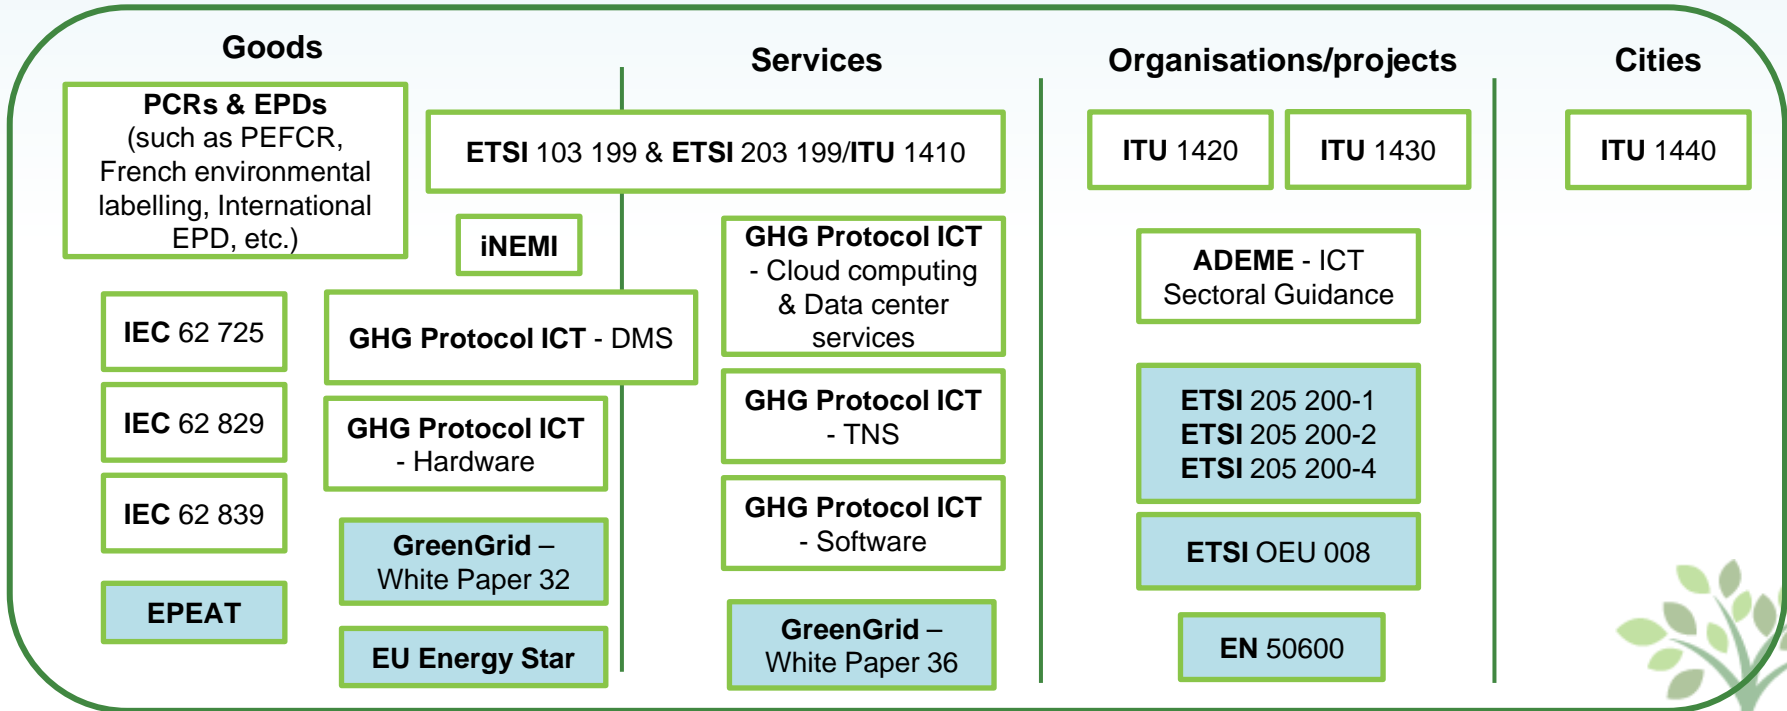 Goods
Services
Organisations/projects
Cities
PCRs & EPDs
(such as PEFCR,
French environmental
labelling, International
EPD, etc.)
ETSI 103 199 & ETSI 203 199/ITU 1410
ITU 1420
ITU 1430
ITU 1440
iNEMI
GHG Protocol ICT
- Cloud computing
& Data center
services
ADEME - ICT
Sectoral Guidance
IEC 62 725
GHG Protocol ICT - DMS
IEC 62 829
GHG Protocol ICT
- Hardware
GHG Protocol ICT
- TNS
ETSI 205 200-1
ETSI 205 200-2
ETSI 205 200-4
IEC 62 839
GHG Protocol ICT
- Software
GreenGrid –
White Paper 32
ETSI OEU 008
EPEAT
EU Energy Star
GreenGrid –
White Paper 36
EN 50600